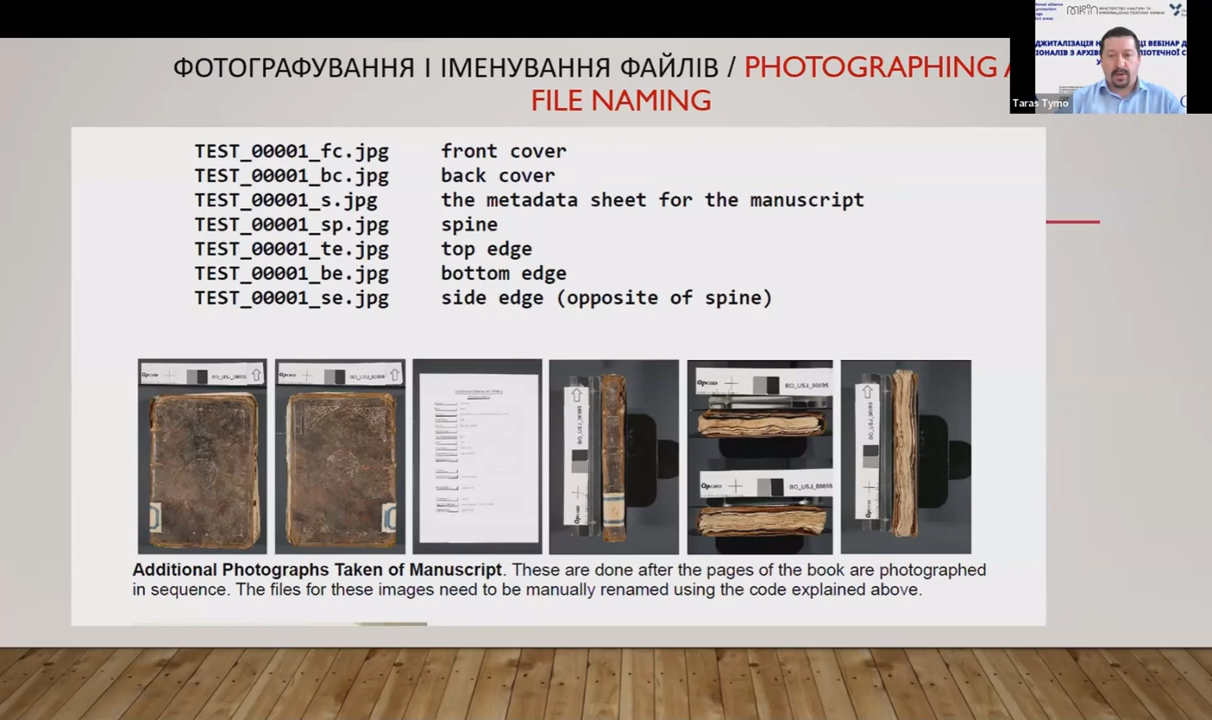 МІНІСТЕРСТВО КУЛЬТУРИ ТА
Taras Tymo
ФОТОГРАФУВАННЯ І ІМЕНУВАННЯ ФАЙЛІВ / PHOTOGRAPHING
FILE NAMING
TEST_00001_fc.jpg front cover
TEST_00001_bc.jpg back cover
TEST_00001_s.jpg the metadata sheet for the manuscript
TEST_00001_sp.jpg spine
TEST_00001_te.jpg top edge
TEST_00001_be.jpg bottom edge
TEST_00001_se.jpg side edge (opposite of spine)
Additional Photographs Taken of Manuscript. These are done after the pages of the book are photographed
in sequence. The files for these images need to be manually renamed using the code explained above.